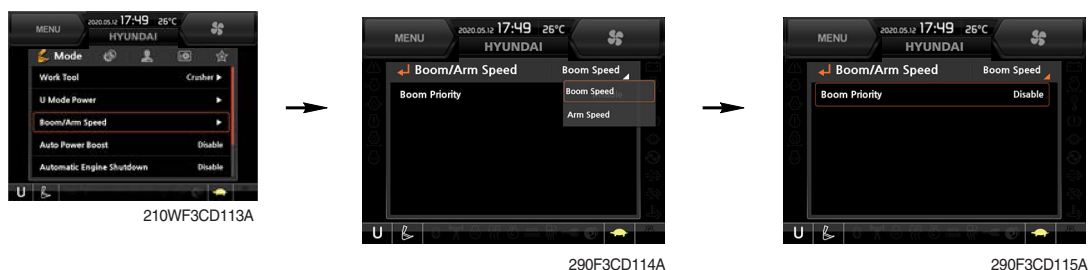 MENU
2020.05.12 17:49 26°C
HYUNDAI
Mode
Work Tool Crusher ▶
U Mode Power ▶
Boom/Arm Speed ▶
Auto Power Boost Disable
Automatic Engine Shutdown Disable
U
210WF3CD113A
MENU
2020.05.12 17:49 26°C
HYUNDAI
Boom/Arm Speed Boom Speed
Boom Priority
Boom Speed
Arm Speed
U
290F3CD114A
MENU
2020.05.12 17:49 26°C
HYUNDAI
Boom/Arm Speed Boom Speed
Boom Priority Disable
U
290F3CD115A